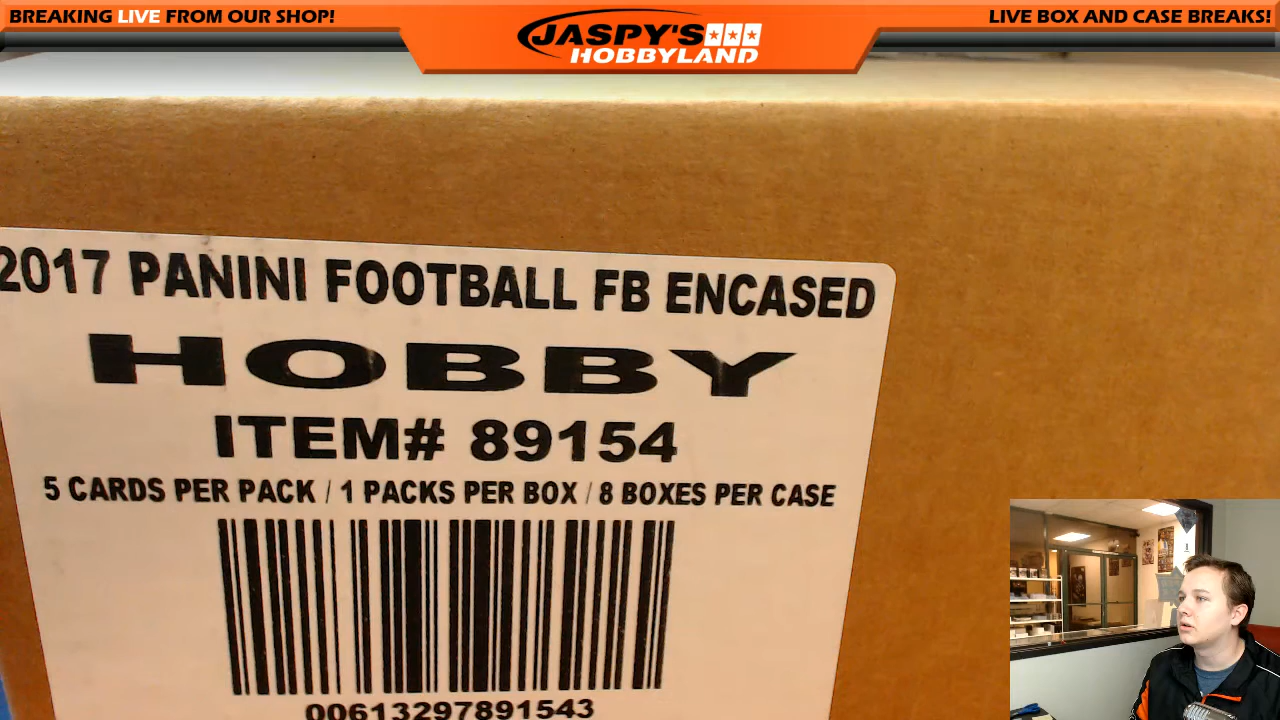 BREAKING LIVE FROM OUR SHOP!
JASPY'S
HOBBYLAND
LIVE BOX AND CASE BREAKS!
2017 PANINI FOOTBALL FB ENCASED
HOBBY
ITEM# 89154
5 CARDS PER PACK / 1 PACKS PER BOX / 8 BOXES PER CASE
00613297891543